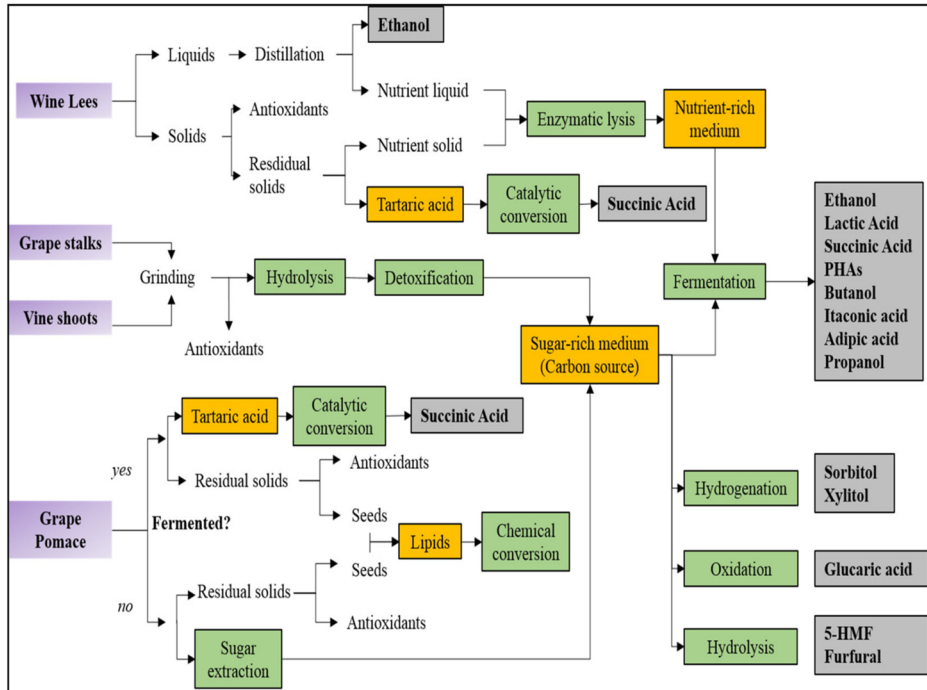 Ethanol
Liquids
Distillation
Wine Lees
Nutrient liquid
Antioxidants
Enzymatic lysis
Nutrient-rich
medium
Solids
Nutrient solid
Resdidual
solids
Tartaric acid
Catalytic
conversion
Succinic Acid
Ethanol
Lactic Acid
Succinic Acid
PHAs
Butanol
Itaconic acid
Adipic acid
Propanol
Grape stalks
Grinding
Hydrolysis
Detoxification
Fermentation
Vine shoots
Antioxidants
Sugar-rich medium
(Carbon source)
Tartaric acid
Catalytic
conversion
Succinic Acid
yes
Residual solids
Antioxidants
Hydrogenation
Sorbitol
Xylitol
Grape
Pomace
Fermented?
Seeds
Lipids
Chemical
conversion
Seeds
Oxidation
Glucaric acid
no
Residual solids
Antioxidants
Sugar
extraction
Hydrolysis
5-HMF
Furfural